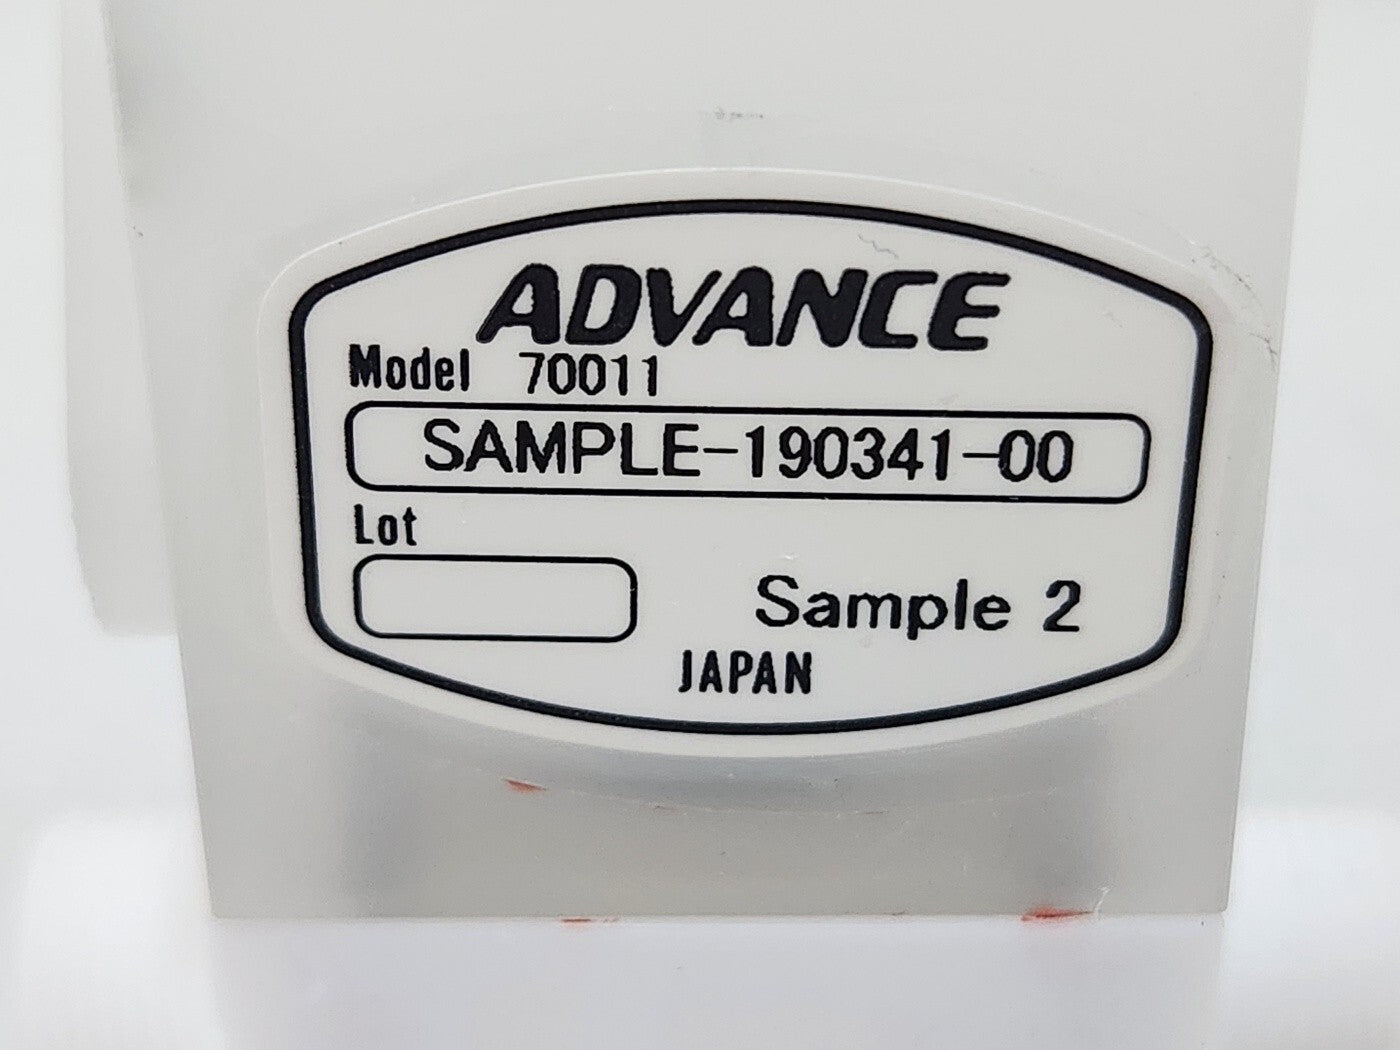 ADVANCE
Model 70011
SAMPLE-190341-00
Lot
Sample 2
JAPAN